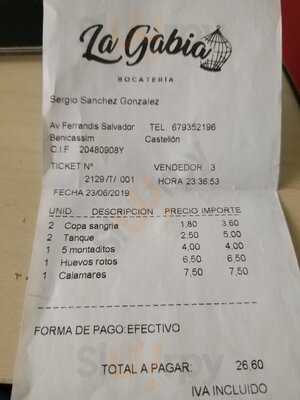 La Gàbia
BOCATERÍA
Sergio Sanchez Gonzalez
Av Ferrandis Salvador TEL 679352196
Benicassim Castellón
C.I.F 20480908Y
TICKET Nº VENDEDOR 3
2129 /T/ 001 HORA 23:36:53
FECHA 23/06/2019
UNID. DESCRIPCION PRECIO IMPORTE
2 Copa sangria 1,80 3,60
2 Tanque 2,50 5,00
1 5 montaditos 4,00 4,00
1 Huevos rotos 6,50 6,50
1 Calamares 7,50 7,50
FORMA DE PAGO:EFECTIVO
TOTAL A PAGAR: 26,60
IVA INCLUIDO